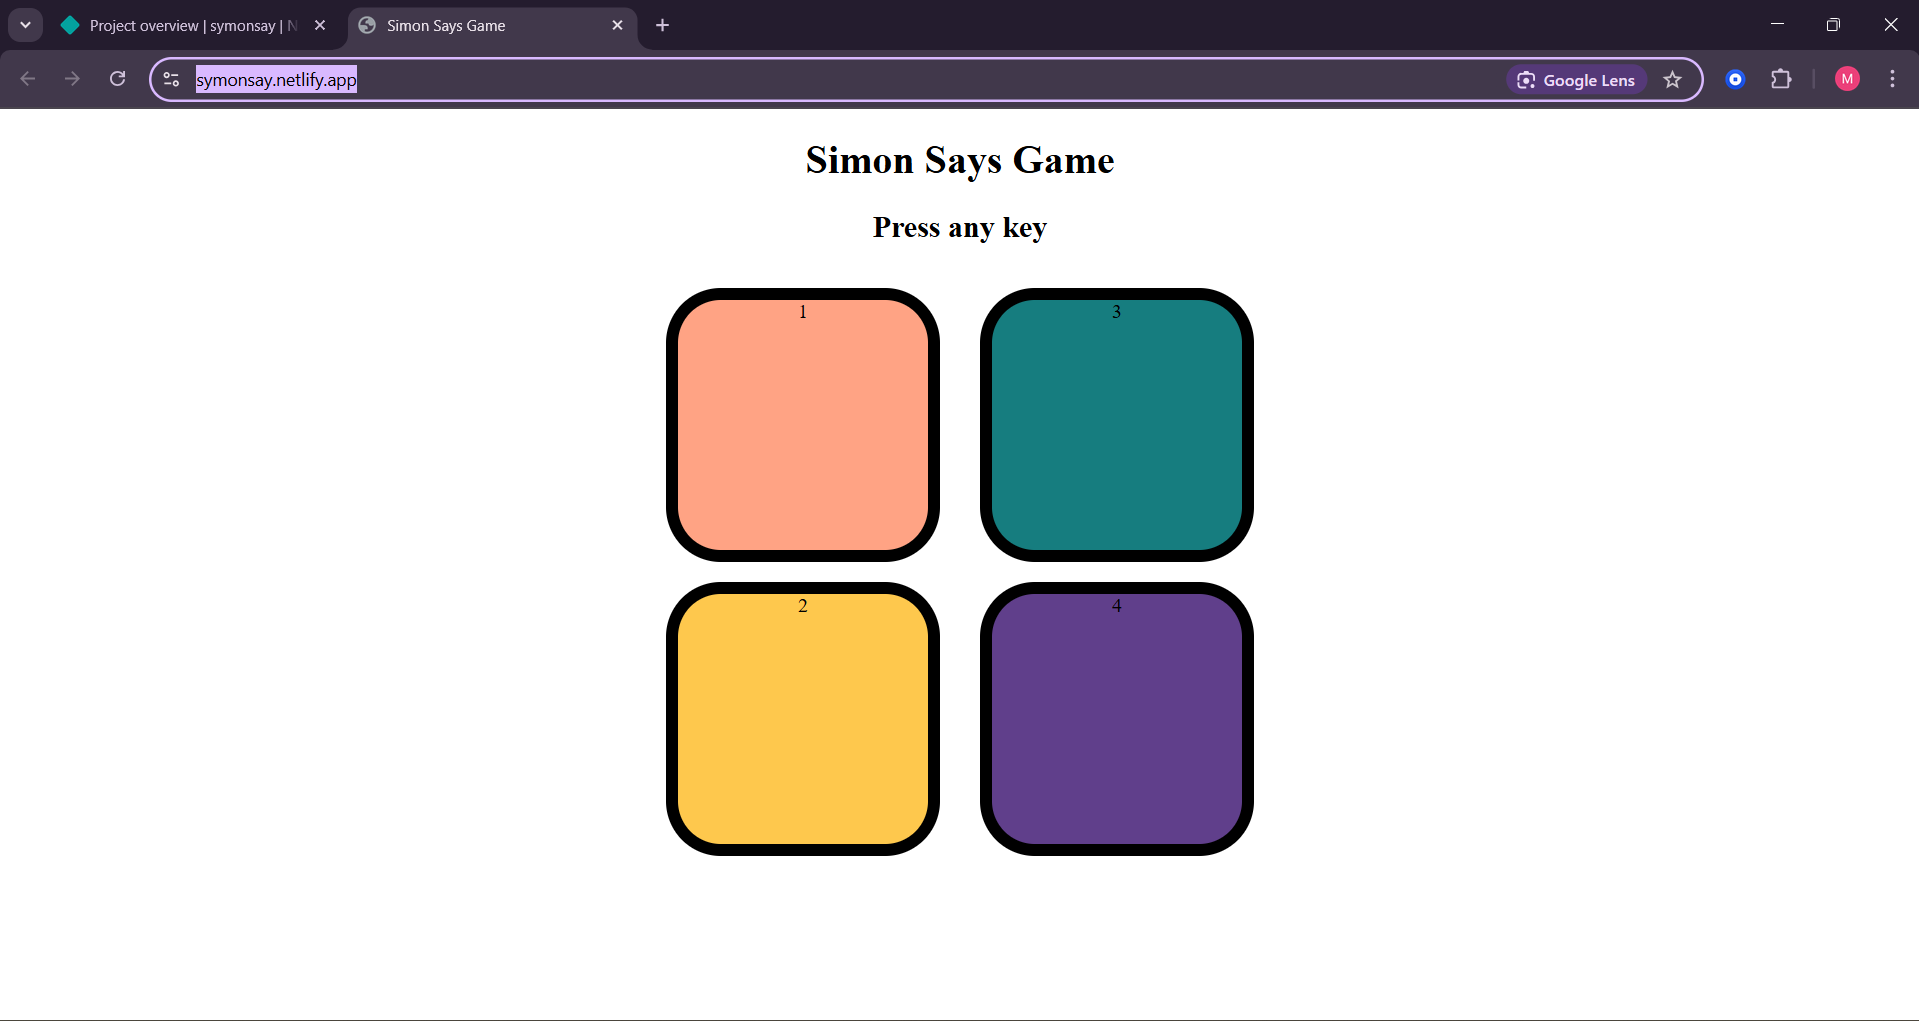 Project overview | symonsay | N
Simon Says Game
symonsay.netlify.app
Google Lens
M
Simon Says Game
Press any key
1
3
2
4